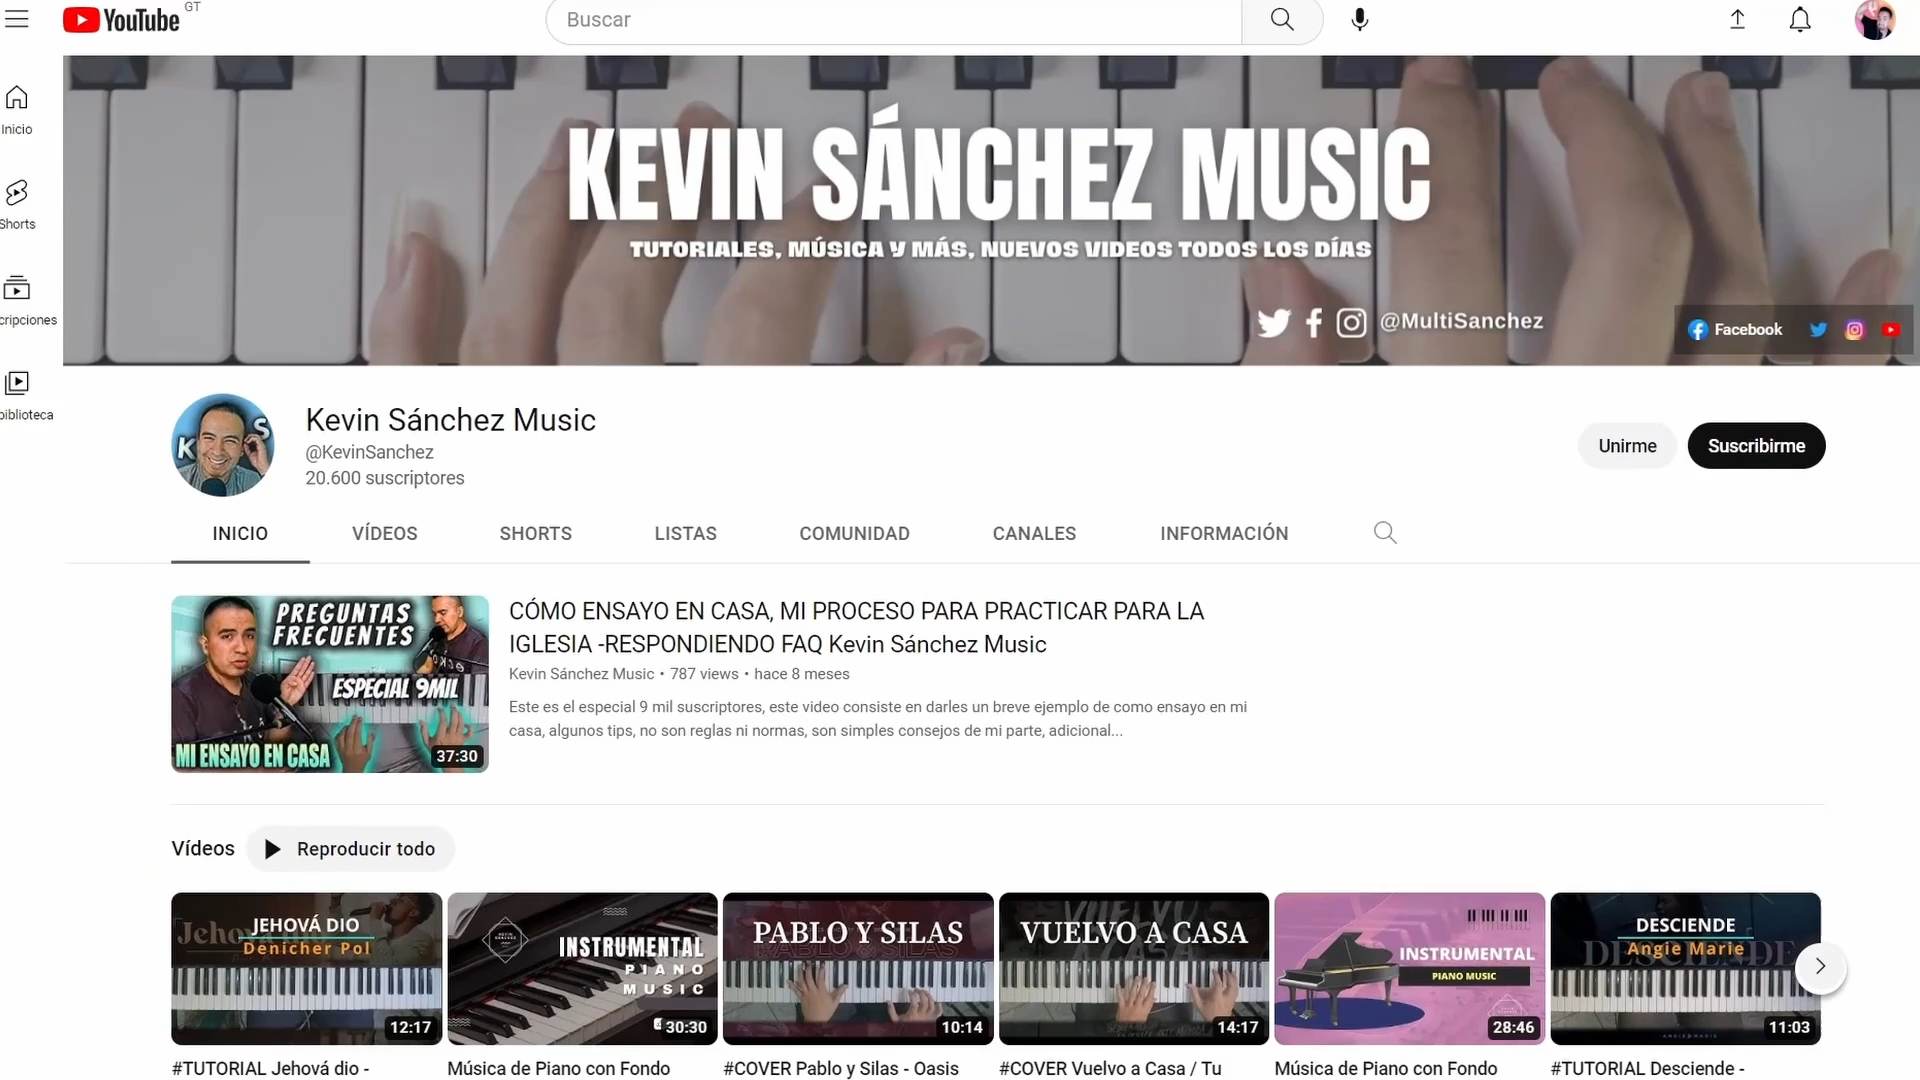 YouTube GT
Buscar
Inicio
Shorts
cripciones
biblioteca
KEVIN SÁNCHEZ MUSIC
TUTORIALES, MÚSICA Y MÁS, NUEVOS VIDEOS TODOS LOS DÍAS
@MultiSanchez
Facebook
Kevin Sánchez Music
@KevinSanchez
20.600 suscriptores
Unirme
Suscribirme
INICIO VÍDEOS SHORTS LISTAS COMUNIDAD CANALES INFORMACIÓN
PREGUNTAS
FRECUENTES
ESPECIAL 9MIL
MI ENSAYO EN CASA
37:30
CÓMO ENSAYO EN CASA, MI PROCESO PARA PRACTICAR PARA LA
IGLESIA -RESPONDIENDO FAQ Kevin Sánchez Music
Kevin Sánchez Music • 787 views • hace 8 meses
Este es el especial 9 mil suscriptores, este video consiste en darles un breve ejemplo de como ensayo en mi
casa, algunos tips, no son reglas ni normas, son simples consejos de mi parte, adicional...
Vídeos
Reproducir todo
JEHOVÁ DIO
Denicher Pol
12:17
INSTRUMENTAL
PIANO
MUSIC
30:30
PABLO Y SILAS
10:14
VUELVO A CASA
14:17
INSTRUMENTAL
PIANO MUSIC
28:46
DESCIENDE
Angie Marie
11:03
#TUTORIAL Jehová dio -
Música de Piano con Fondo
#COVER Pablo y Silas - Oasis
#COVER Vuelvo a Casa / Tu
Música de Piano con Fondo
#TUTORIAL Desciende -